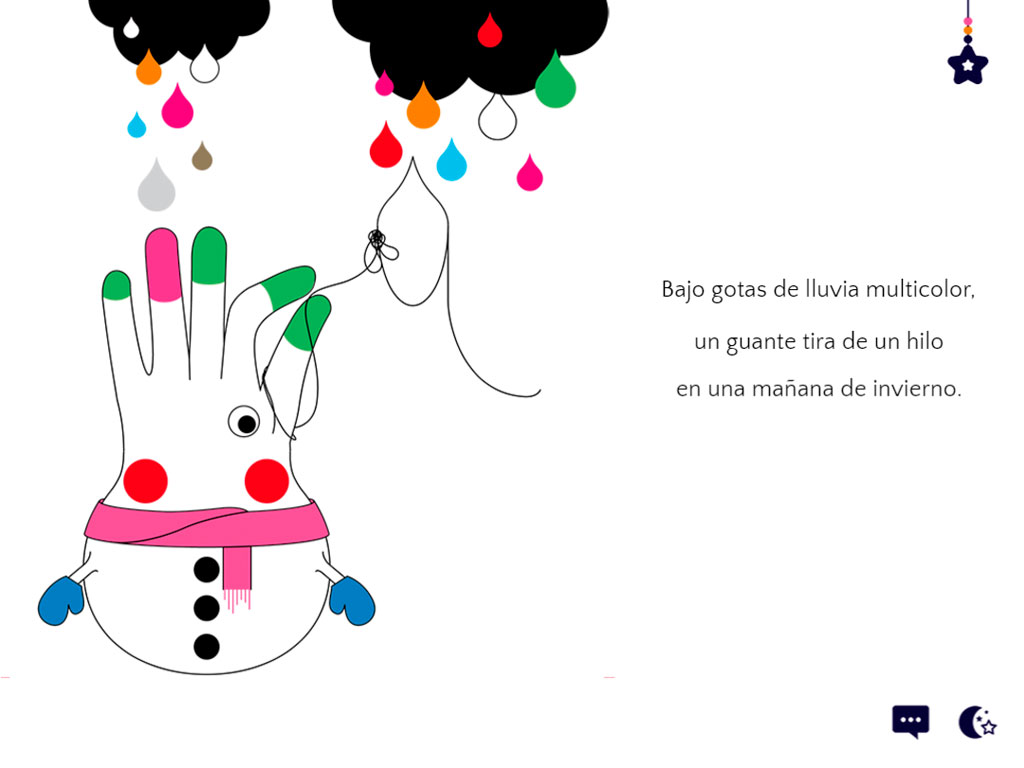 Bajo gotas de lluvia multicolor,
un guante tira de un hilo
en una mañana de invierno.